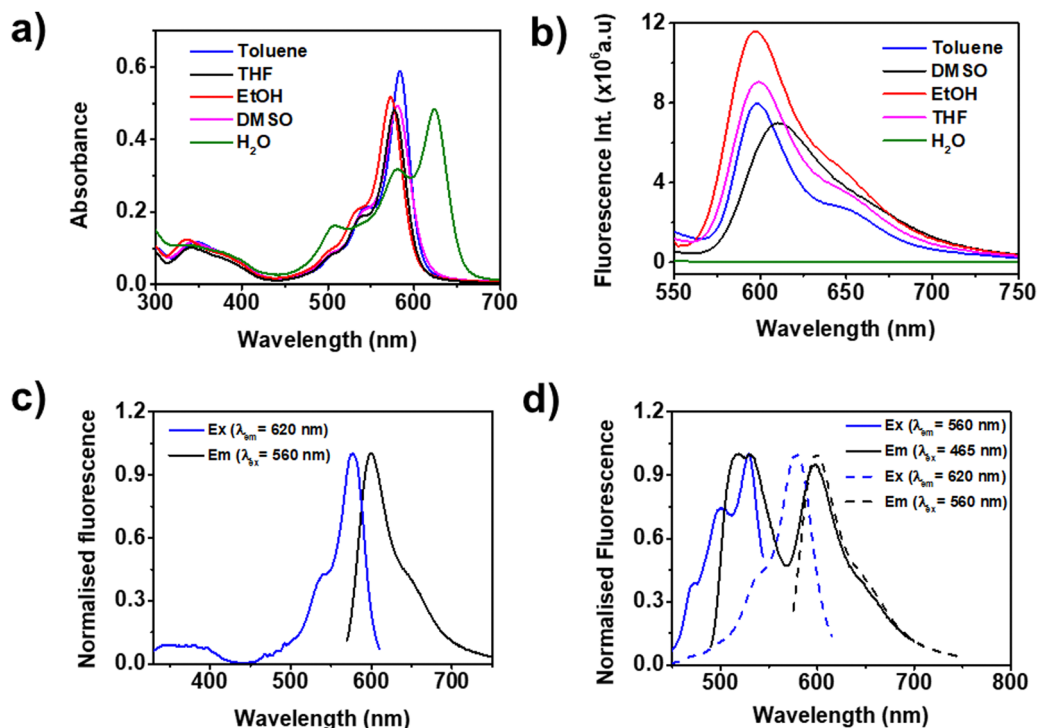 a)
Toluene
THF
EtOH
DMSO
H₂O
Absorbance
0.6
0.4
0.2
0.0
300 400 500 600 700
Wavelength (nm)
b)
Toluene
DMSO
EtOH
THF
H₂O
Fluorescence Int. (x10⁶a.u)
12
8
4
0
550 600 650 700 750
Wavelength (nm)
c)
Ex (λem = 620 nm)
Em (λex = 560 nm)
Normalised fluorescence
1.2
0.9
0.6
0.3
0.0
400 500 600 700
Wavelength (nm)
d)
Ex (λem = 560 nm)
Em (λex = 465 nm)
Ex (λem = 620 nm)
Em (λex = 560 nm)
Normalised Fluorescence
1.2
0.9
0.6
0.3
0.0
500 600 700 800
Wavelength (nm)